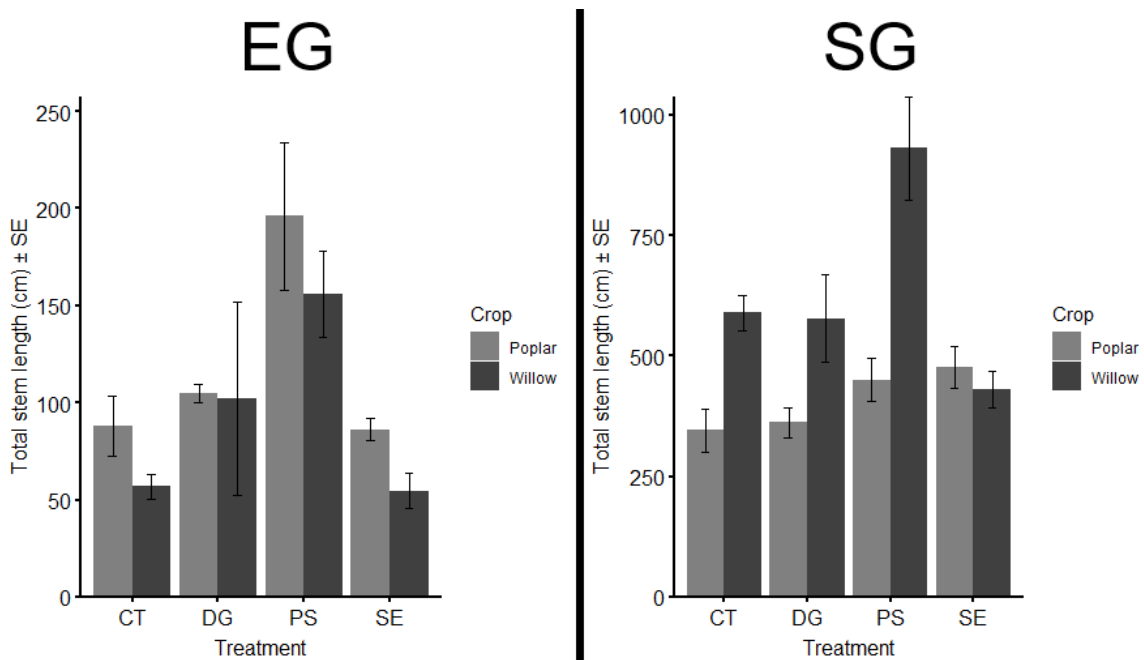 EG
Total stem length (cm) ± SE
250
200
150
100
50
0
CT DG PS SE
Treatment
Crop
Poplar
Willow
SG
Total stem length (cm) ± SE
1000
750
500
250
0
CT DG PS SE
Treatment
Crop
Poplar
Willow